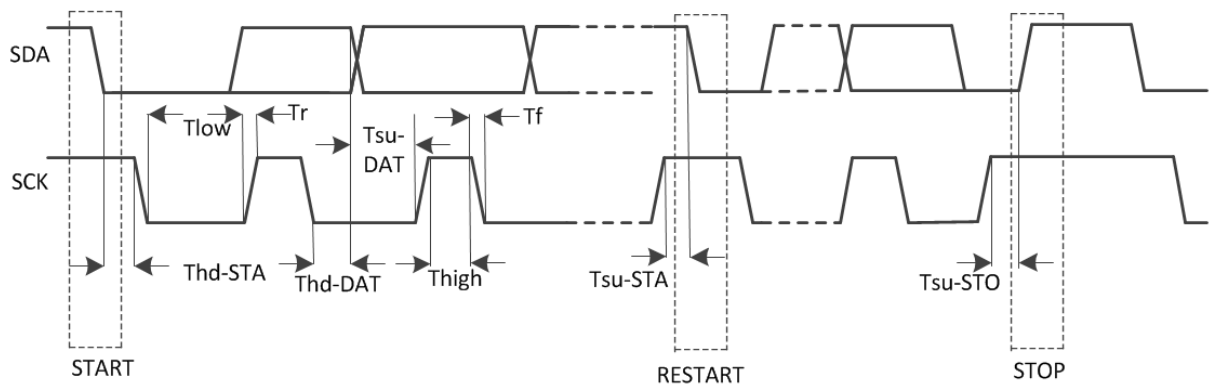 SDA
Tlow
Tr
Tsu-
DAT
Tf
SCK
Thd-STA
Thd-DAT
Thigh
Tsu-STA
Tsu-STO
START
RESTART
STOP